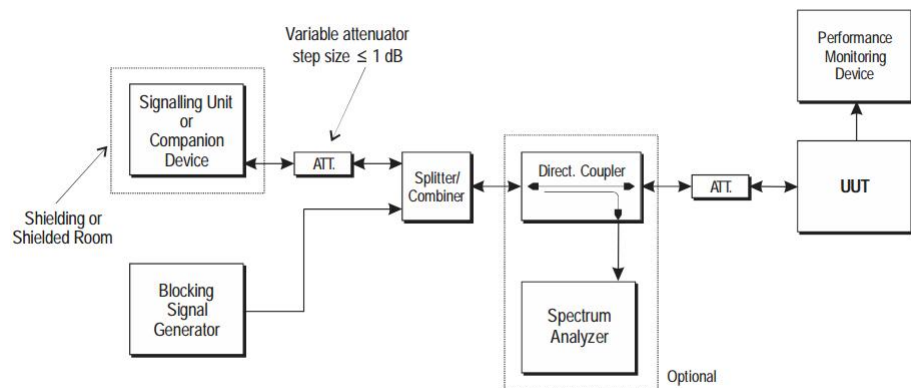 Variable attenuator
step size ≤ 1 dB
Performance
Monitoring
Device
Signalling Unit
or
Companion
Device
ATT.
Splitter/
Combiner
Direct. Coupler
ATT.
UUT
Shielding or
Shielded Room
Blocking
Signal
Generator
Spectrum
Analyzer
Optional